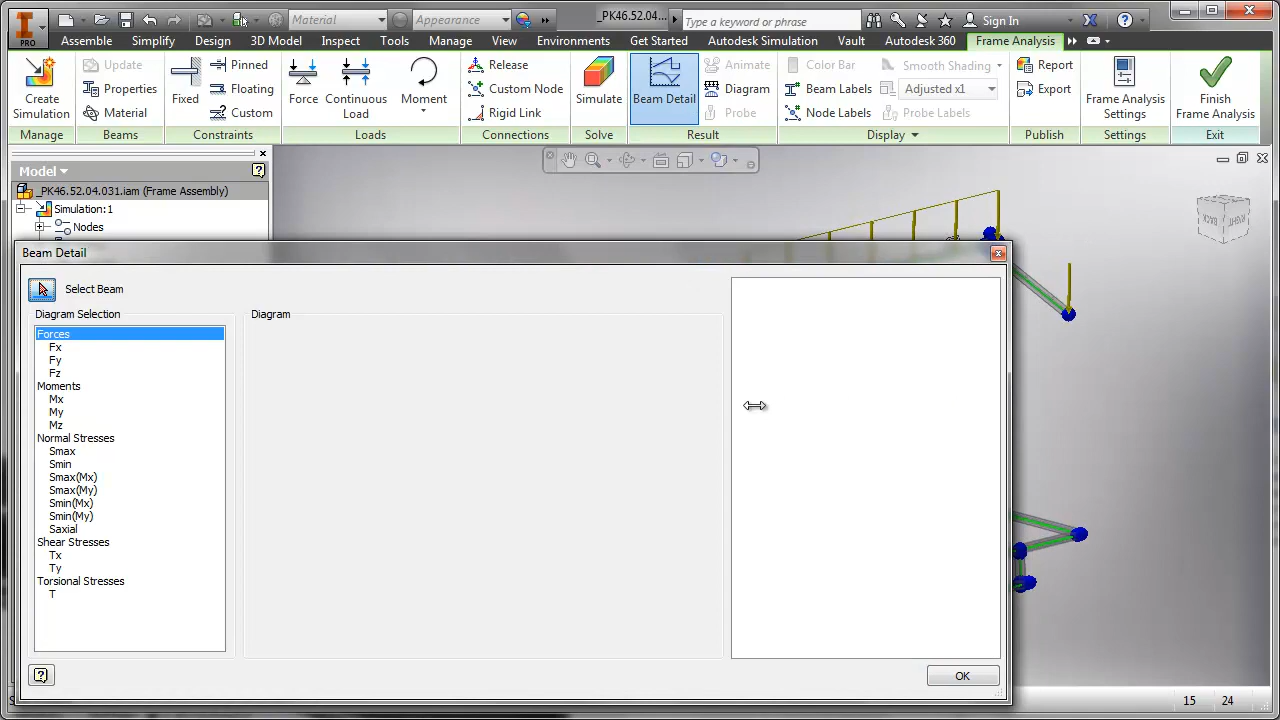 Material
Appearance
_PK46.52.04...
Type a keyword or phrase
Sign In
PRO
Assemble
Simplify
Design
3D Model
Inspect
Tools
Manage
View
Environments
Get Started
Autodesk Simulation
Vault
Autodesk 360
Frame Analysis
Create
Simulation
Manage
Update
Properties
Material
Beams
Fixed
Pinned
Floating
Custom
Constraints
Force
Continuous
Load
Moment
Loads
Release
Custom Node
Rigid Link
Connections
Simulate
Solve
Beam Detail
Animate
Diagram
Probe
Result
Color Bar
Beam Labels
Node Labels
Smooth Shading
Adjusted x1
Probe Labels
Display
Report
Export
Publish
Frame Analysis
Settings
Settings
Finish
Frame Analysis
Exit
Model
_PK46.52.04.031.iam (Frame Assembly)
Simulation:1
Nodes
BACK
Beam Detail
Select Beam
Diagram Selection
Diagram
Forces
Fx
Fy
Fz
Moments
Mx
My
Mz
Normal Stresses
Smax
Smin
Smax(Mx)
Smax(My)
Smin(Mx)
Smin(My)
Saxial
Shear Stresses
Tx
Ty
Torsional Stresses
T
OK
15 24